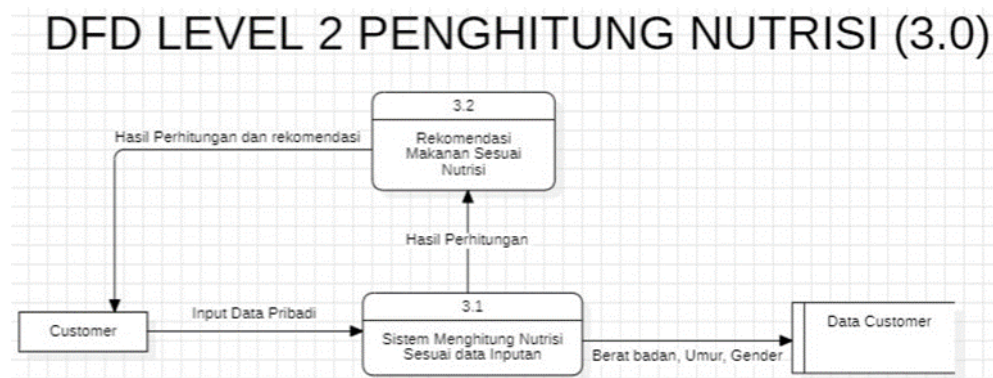 DFD LEVEL 2 PENGHITUNG NUTRISI (3.0)
3.2
Hasil Perhitungan dan rekomendasi
Rekomendasi
Makanan Sesuai
Nutrisi
Hasil Perhitungan
3.1
Input Data Pribadi
Customer
Sistem Menghitung Nutrisi
Sesuai data Inputan
Berat badan, Umur, Gender
Data Customer